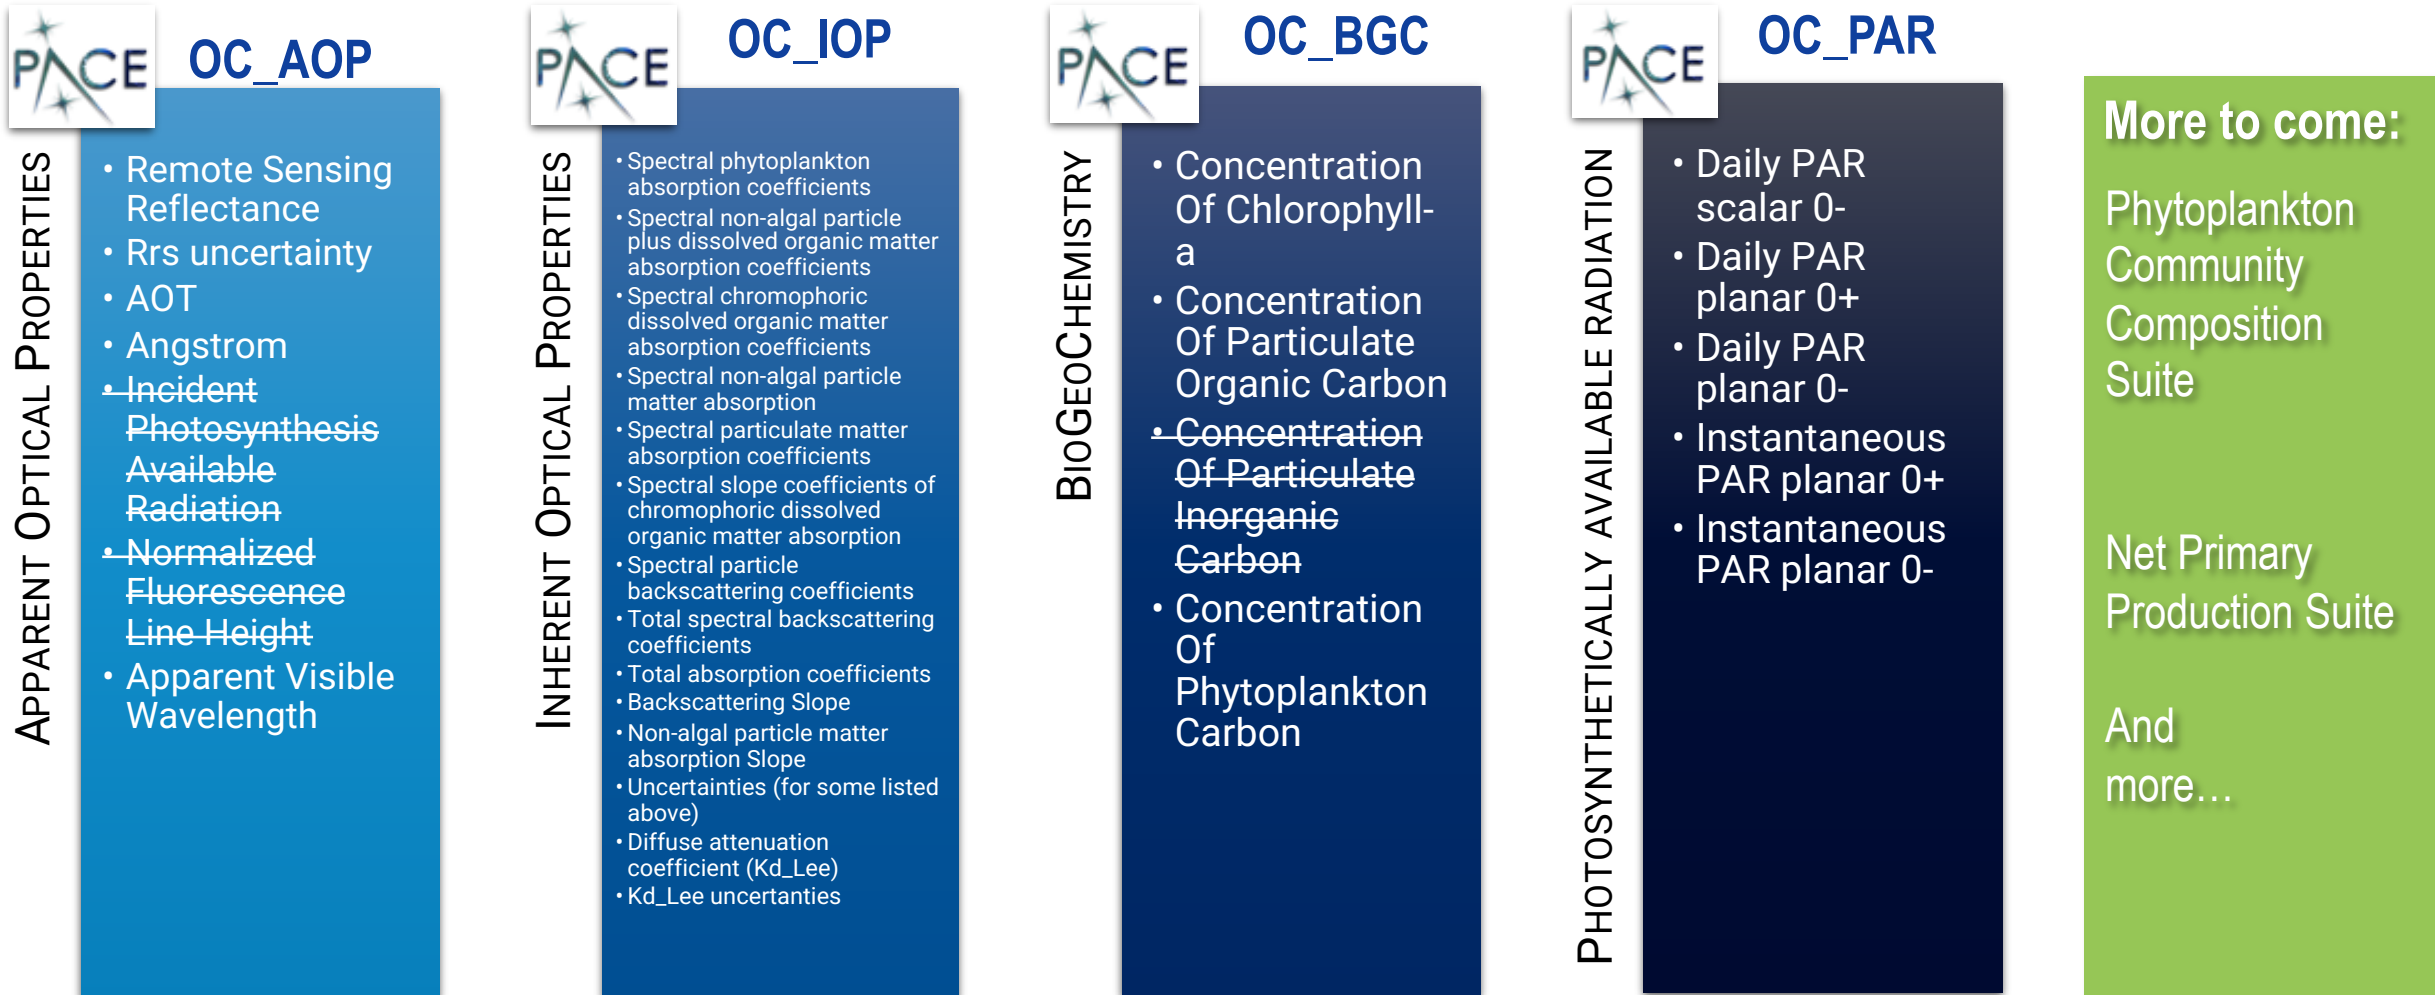 PACE
OC_AOP
APPARENT OPTICAL PROPERTIES
• Remote Sensing
Reflectance
• Rrs uncertainty
• AOT
• Angstrom
• Incident
Photosynthesis
Available
Radiation
• Normalized
Fluorescence
Line Height
• Apparent Visible
Wavelength
PACE
OC_IOP
INHERENT OPTICAL PROPERTIES
• Spectral phytoplankton
absorption coefficients
• Spectral non-algal particle
plus dissolved organic matter
absorption coefficients
• Spectral chromophoric
dissolved organic matter
absorption coefficients
• Spectral non-algal particle
matter absorption
• Spectral particulate matter
absorption coefficients
• Spectral slope coefficients of
chromophoric dissolved
organic matter absorption
• Spectral particle
backscattering coefficients
• Total spectral backscattering
coefficients
• Total absorption coefficients
• Backscattering Slope
• Non-algal particle matter
absorption Slope
• Uncertainties (for some listed
above)
• Diffuse attenuation
coefficient (Kd_Lee)
• Kd_Lee uncertanties
PACE
OC_BGC
BIOGEOCHEMISTRY
• Concentration
Of Chlorophyll-
a
• Concentration
Of Particulate
Organic Carbon
• Concentration
Of Particulate
Inorganic
Carbon
• Concentration
Of
Phytoplankton
Carbon
PACE
OC_PAR
PHOTOSYNTHETICALLY AVAILABLE RADIATION
• Daily PAR
scalar 0-
• Daily PAR
planar 0+
• Daily PAR
planar 0-
• Instantaneous
PAR planar 0+
• Instantaneous
PAR planar 0-
More to come:
Phytoplankton
Community
Composition
Suite
Net Primary
Production Suite
And
more…